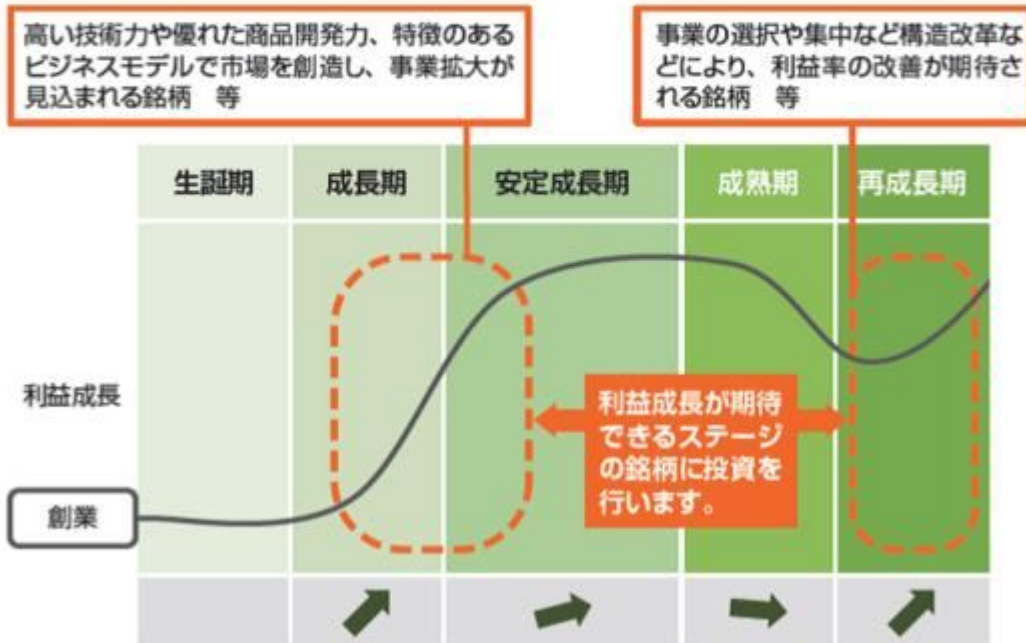 高い技術力や優れた商品開発力、特徴のある
ビジネスモデルで市場を創造し、事業拡大が
見込まれる銘柄　等
事業の選択や集中など構造改革な
どにより、利益率の改善が期待さ
れる銘柄　等
生誕期
成長期
安定成長期
成熟期
再成長期
利益成長
利益成長が期待
できるステージ
の銘柄に投資を
行います。
創業